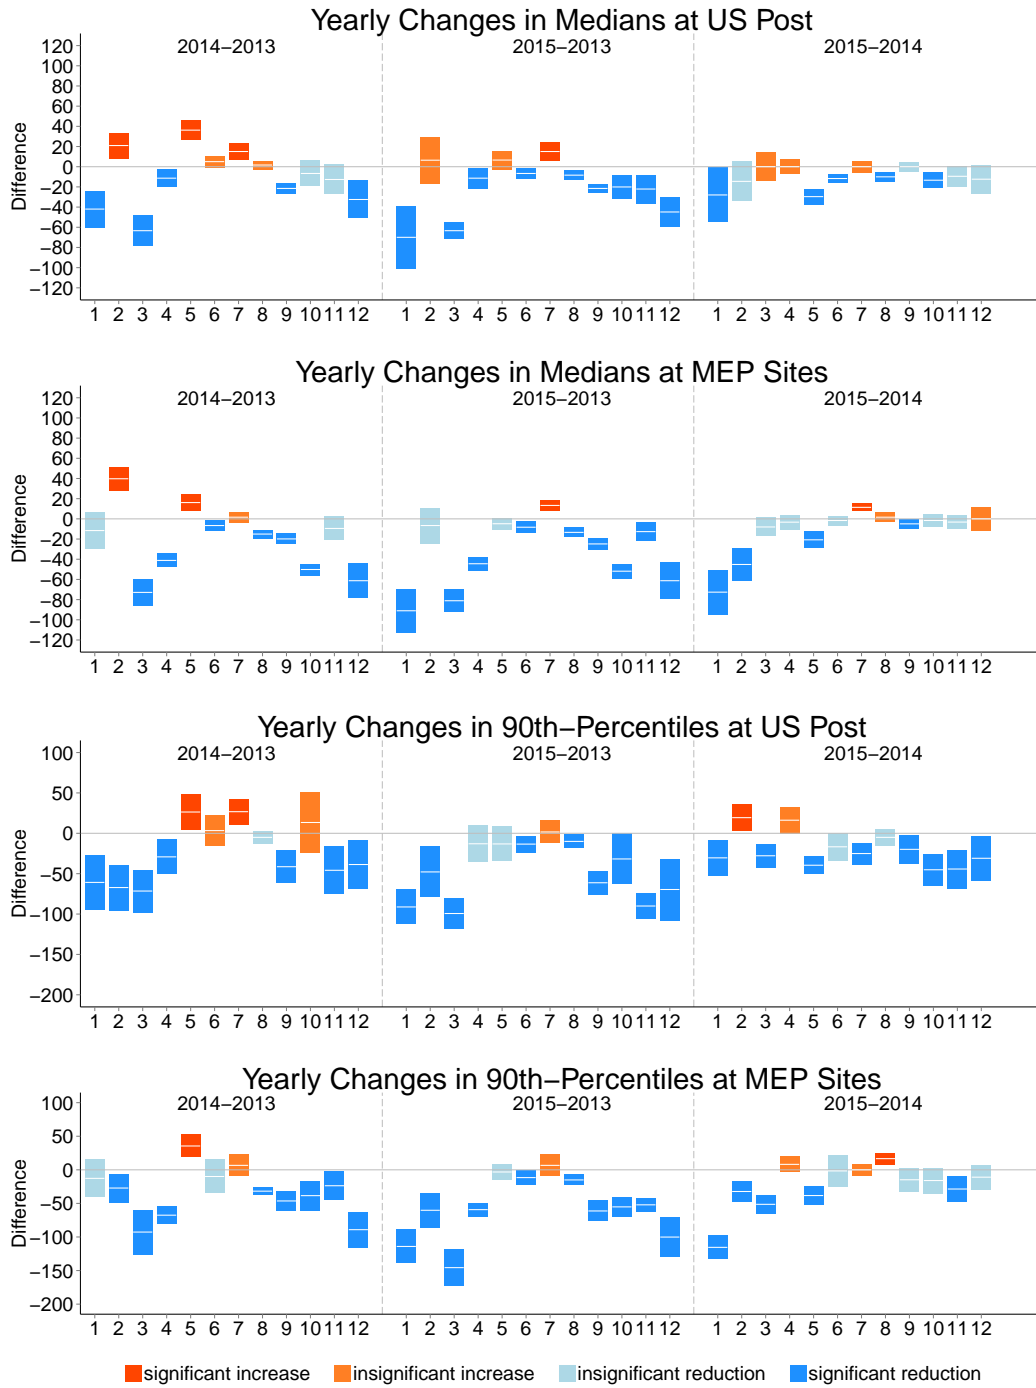 Yearly Changes in Medians at US Post
2014−2013 2015−2013 2015−2014
Difference
120
100
80
60
40
20
0
−20
−40
−60
−80
−100
−120
1 2 3 4 5 6 7 8 9 10 11 12 1 2 3 4 5 6 7 8 9 10 11 12 1 2 3 4 5 6 7 8 9 10 11 12
Yearly Changes in Medians at MEP Sites
2014−2013 2015−2013 2015−2014
Difference
120
100
80
60
40
20
0
−20
−40
−60
−80
−100
−120
1 2 3 4 5 6 7 8 9 10 11 12 1 2 3 4 5 6 7 8 9 10 11 12 1 2 3 4 5 6 7 8 9 10 11 12
Yearly Changes in 90th−Percentiles at US Post
2014−2013 2015−2013 2015−2014
Difference
100
50
0
−50
−100
−150
−200
1 2 3 4 5 6 7 8 9 10 11 12 1 2 3 4 5 6 7 8 9 10 11 12 1 2 3 4 5 6 7 8 9 10 11 12
Yearly Changes in 90th−Percentiles at MEP Sites
2014−2013 2015−2013 2015−2014
Difference
100
50
0
−50
−100
−150
−200
1 2 3 4 5 6 7 8 9 10 11 12 1 2 3 4 5 6 7 8 9 10 11 12 1 2 3 4 5 6 7 8 9 10 11 12
significant increase insignificant increase insignificant reduction significant reduction